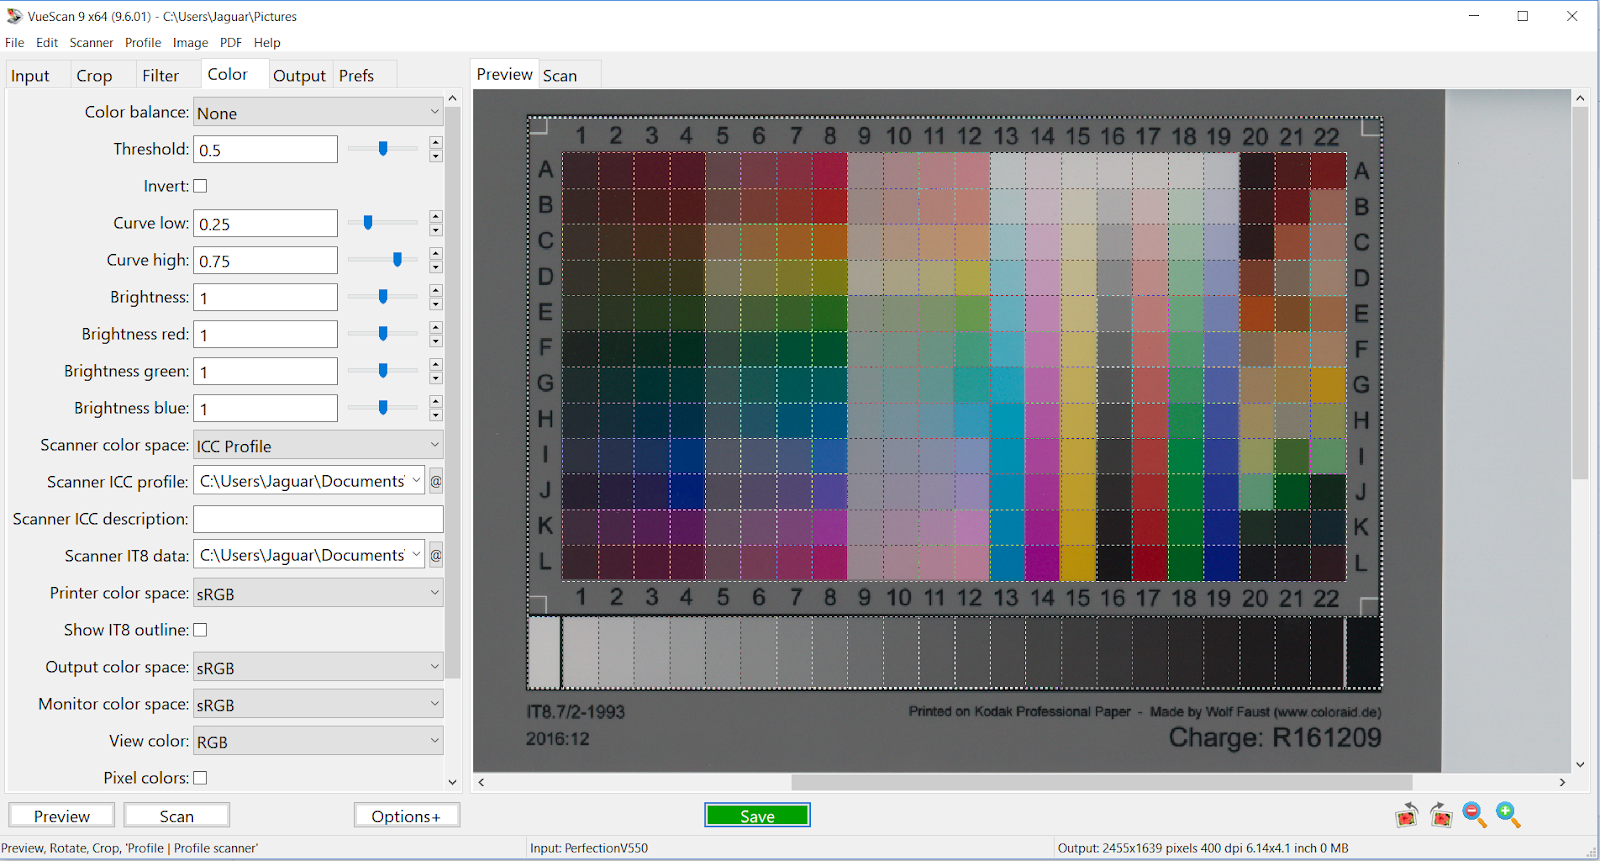 VueScan 9 x64 (9.6.01) - C:\Users\Jaguar\Pictures
File Edit Scanner Profile Image PDF Help
Input Crop Filter Color Output Prefs
Color balance: None
Threshold: 0.5
Invert:
Curve low: 0.25
Curve high: 0.75
Brightness: 1
Brightness red: 1
Brightness green: 1
Brightness blue: 1
Scanner color space: ICC Profile
Scanner ICC profile: C:\Users\Jaguar\Documents\ @
Scanner ICC description:
Scanner IT8 data: C:\Users\Jaguar\Documents\ @
Printer color space: sRGB
Show IT8 outline:
Output color space: sRGB
Monitor color space: sRGB
View color: RGB
Pixel colors:
Preview Scan Options+
Preview Scan
1 2 3 4 5 6 7 8 9 10 11 12 13 14 15 16 17 18 19 20 21 22
A A
B B
C C
D D
E E
F F
G G
H H
I I
J J
K K
L L
1 2 3 4 5 6 7 8 9 10 11 12 13 14 15 16 17 18 19 20 21 22
IT8.7/2-1993 Printed on Kodak Professional Paper - Made by Wolf Faust (www.coloraid.de)
2016:12 Charge: R161209
Save
Preview, Rotate, Crop, 'Profile | Profile scanner' Input: PerfectionV550 Output: 2455x1639 pixels 400 dpi 6.14x4.1 inch 0 MB